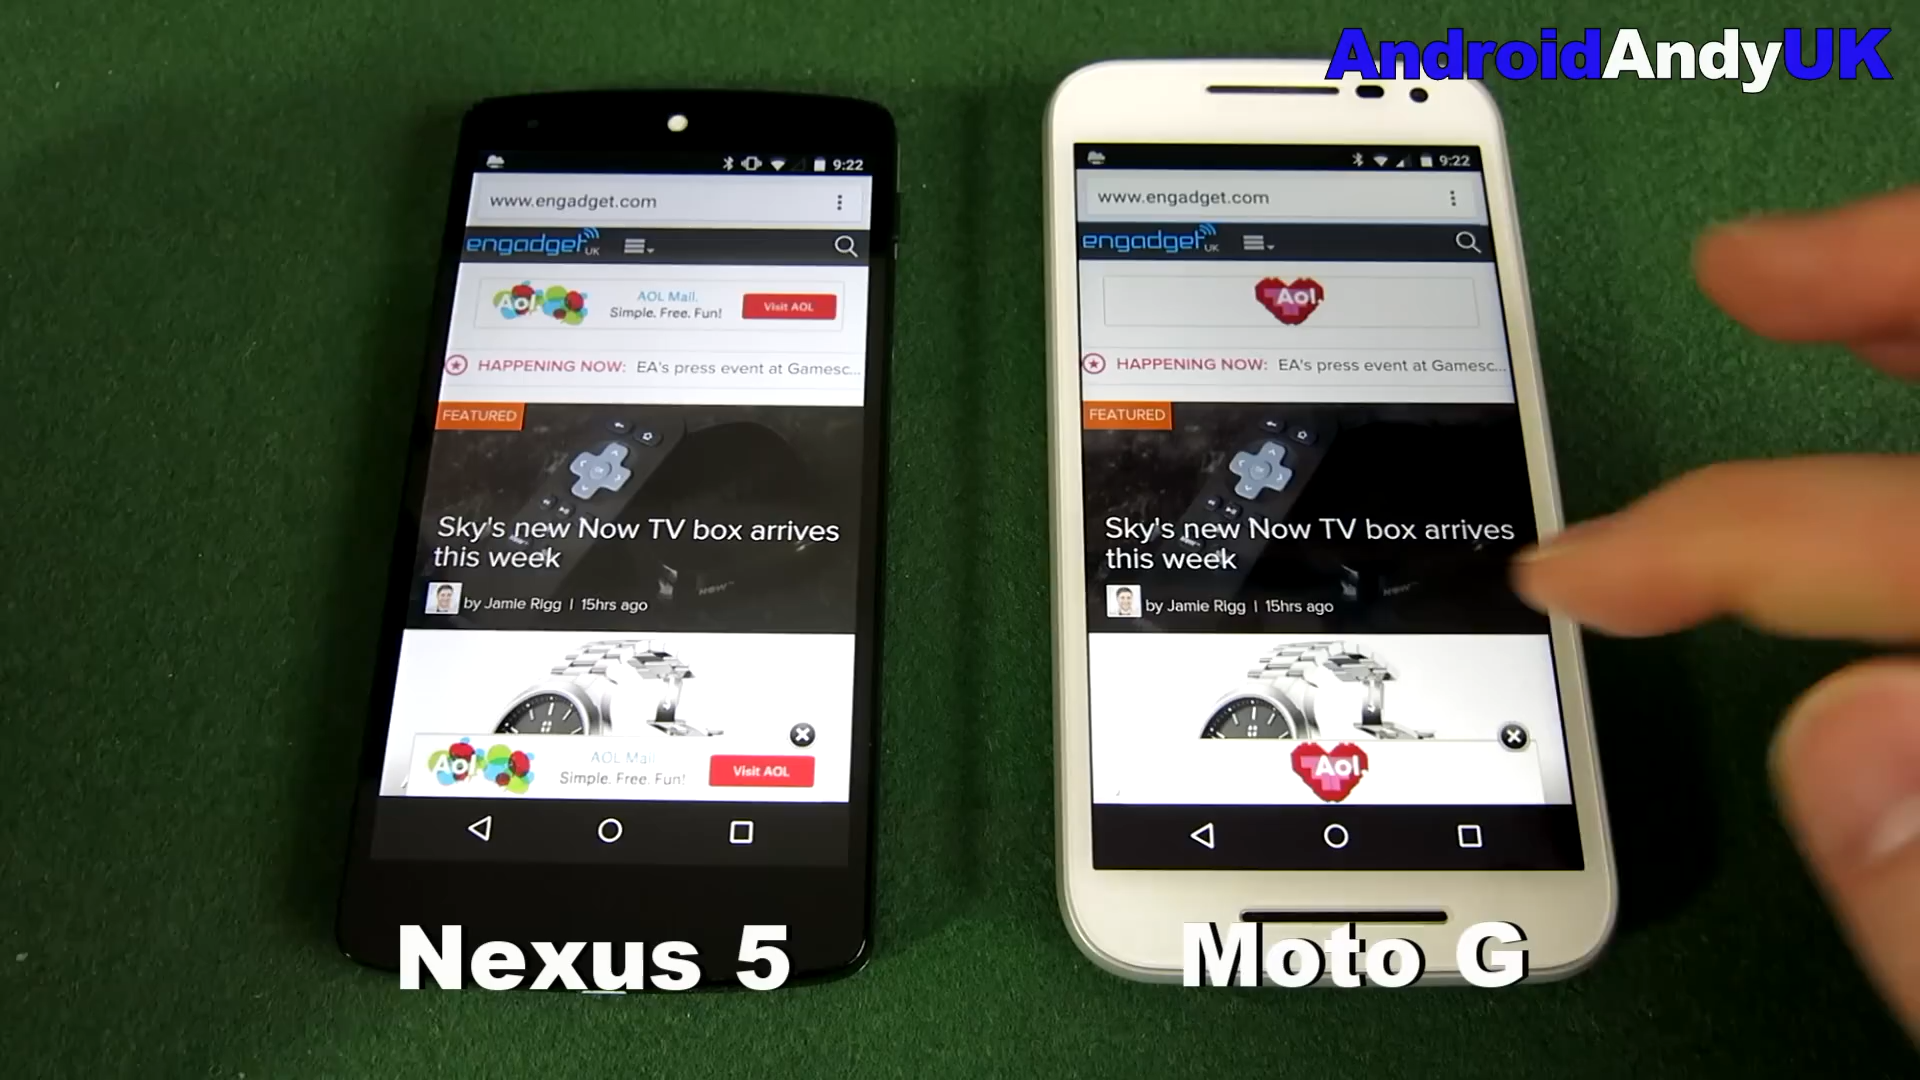 AndroidAndyUK
9:22
www.engadget.com
engadget UK
Aol.
AOL Mail.
Simple. Free. Fun!
Visit AOL
HAPPENING NOW: EA's press event at Gamesc...
FEATURED
Sky's new Now TV box arrives
this week
by Jamie Rigg | 15hrs ago
Aol.
AOL Mail
Simple. Free. Fun!
Visit AOL
Nexus 5
9:22
www.engadget.com
engadget UK
Aol.
HAPPENING NOW: EA's press event at Gamesc...
FEATURED
Sky's new Now TV box arrives
this week
by Jamie Rigg | 15hrs ago
Aol.
Moto G